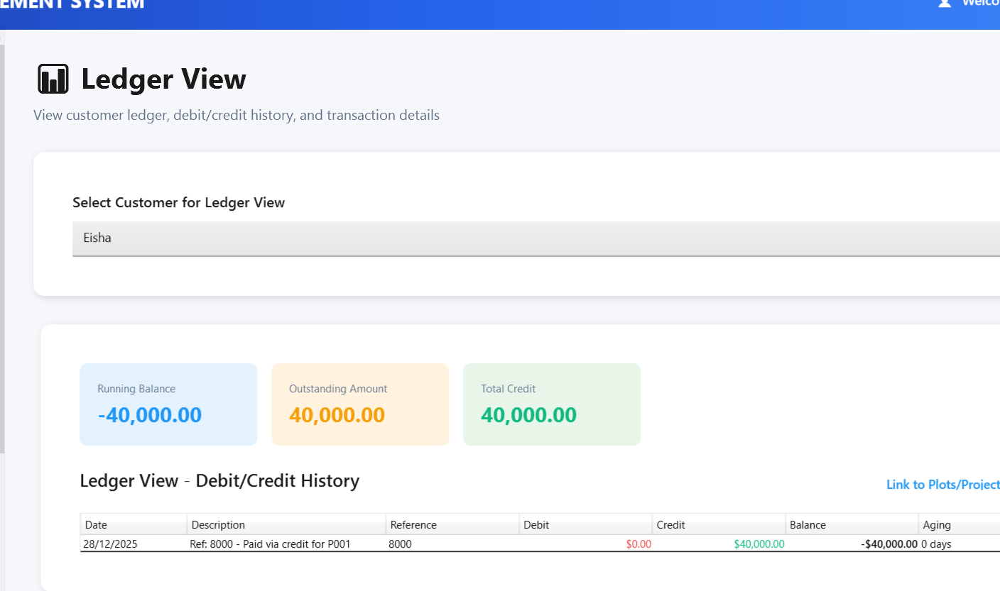 EMENT SYSTEM
Ledger View
View customer ledger, debit/credit history, and transaction details
Select Customer for Ledger View
Eisha
Running Balance
-40,000.00
Outstanding Amount
40,000.00
Total Credit
40,000.00
Ledger View - Debit/Credit History
Link to Plots/Project
Date Description Reference Debit Credit Balance Aging
28/12/2025 Ref: 8000 - Paid via credit for P001 8000 $0.00 $40,000.00 -$40,000.00 0 days